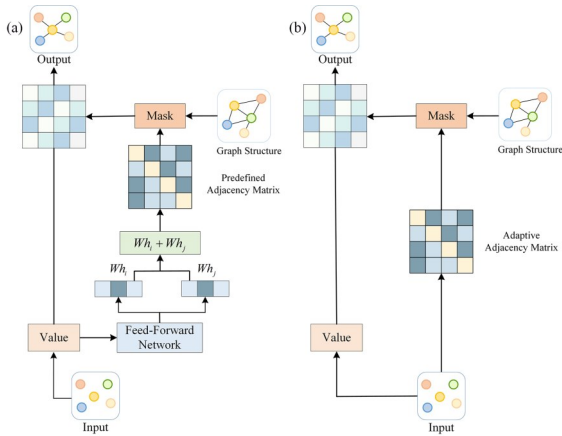 (a)
Output
Mask
Graph Structure
Predefined
Adjacency Matrix
Wh_i + Wh_j
Wh_i
Wh_j
Value
Feed-Forward
Network
Input
(b)
Output
Mask
Graph Structure
Adaptive
Adjacency Matrix
Value
Input